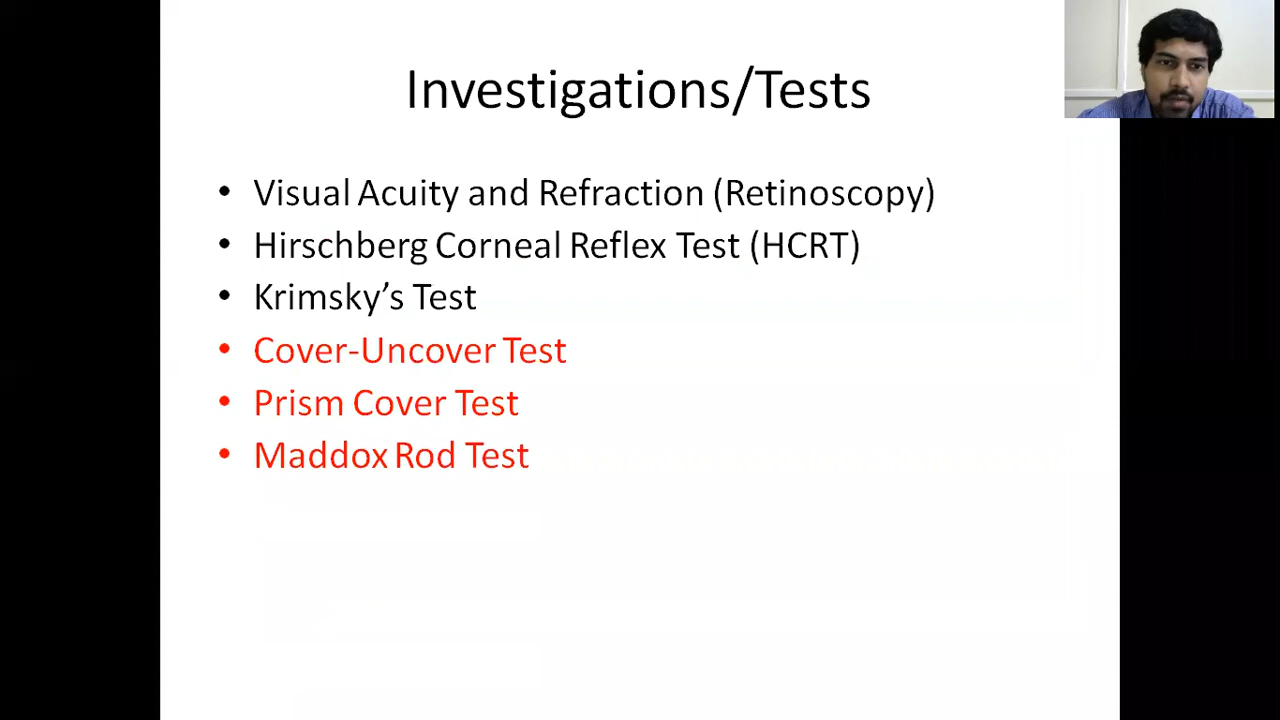 Investigations/Tests
• Visual Acuity and Refraction (Retinoscopy)
• Hirschberg Corneal Reflex Test (HCRT)
• Krimsky’s Test
• Cover-Uncover Test
• Prism Cover Test
• Maddox Rod Test